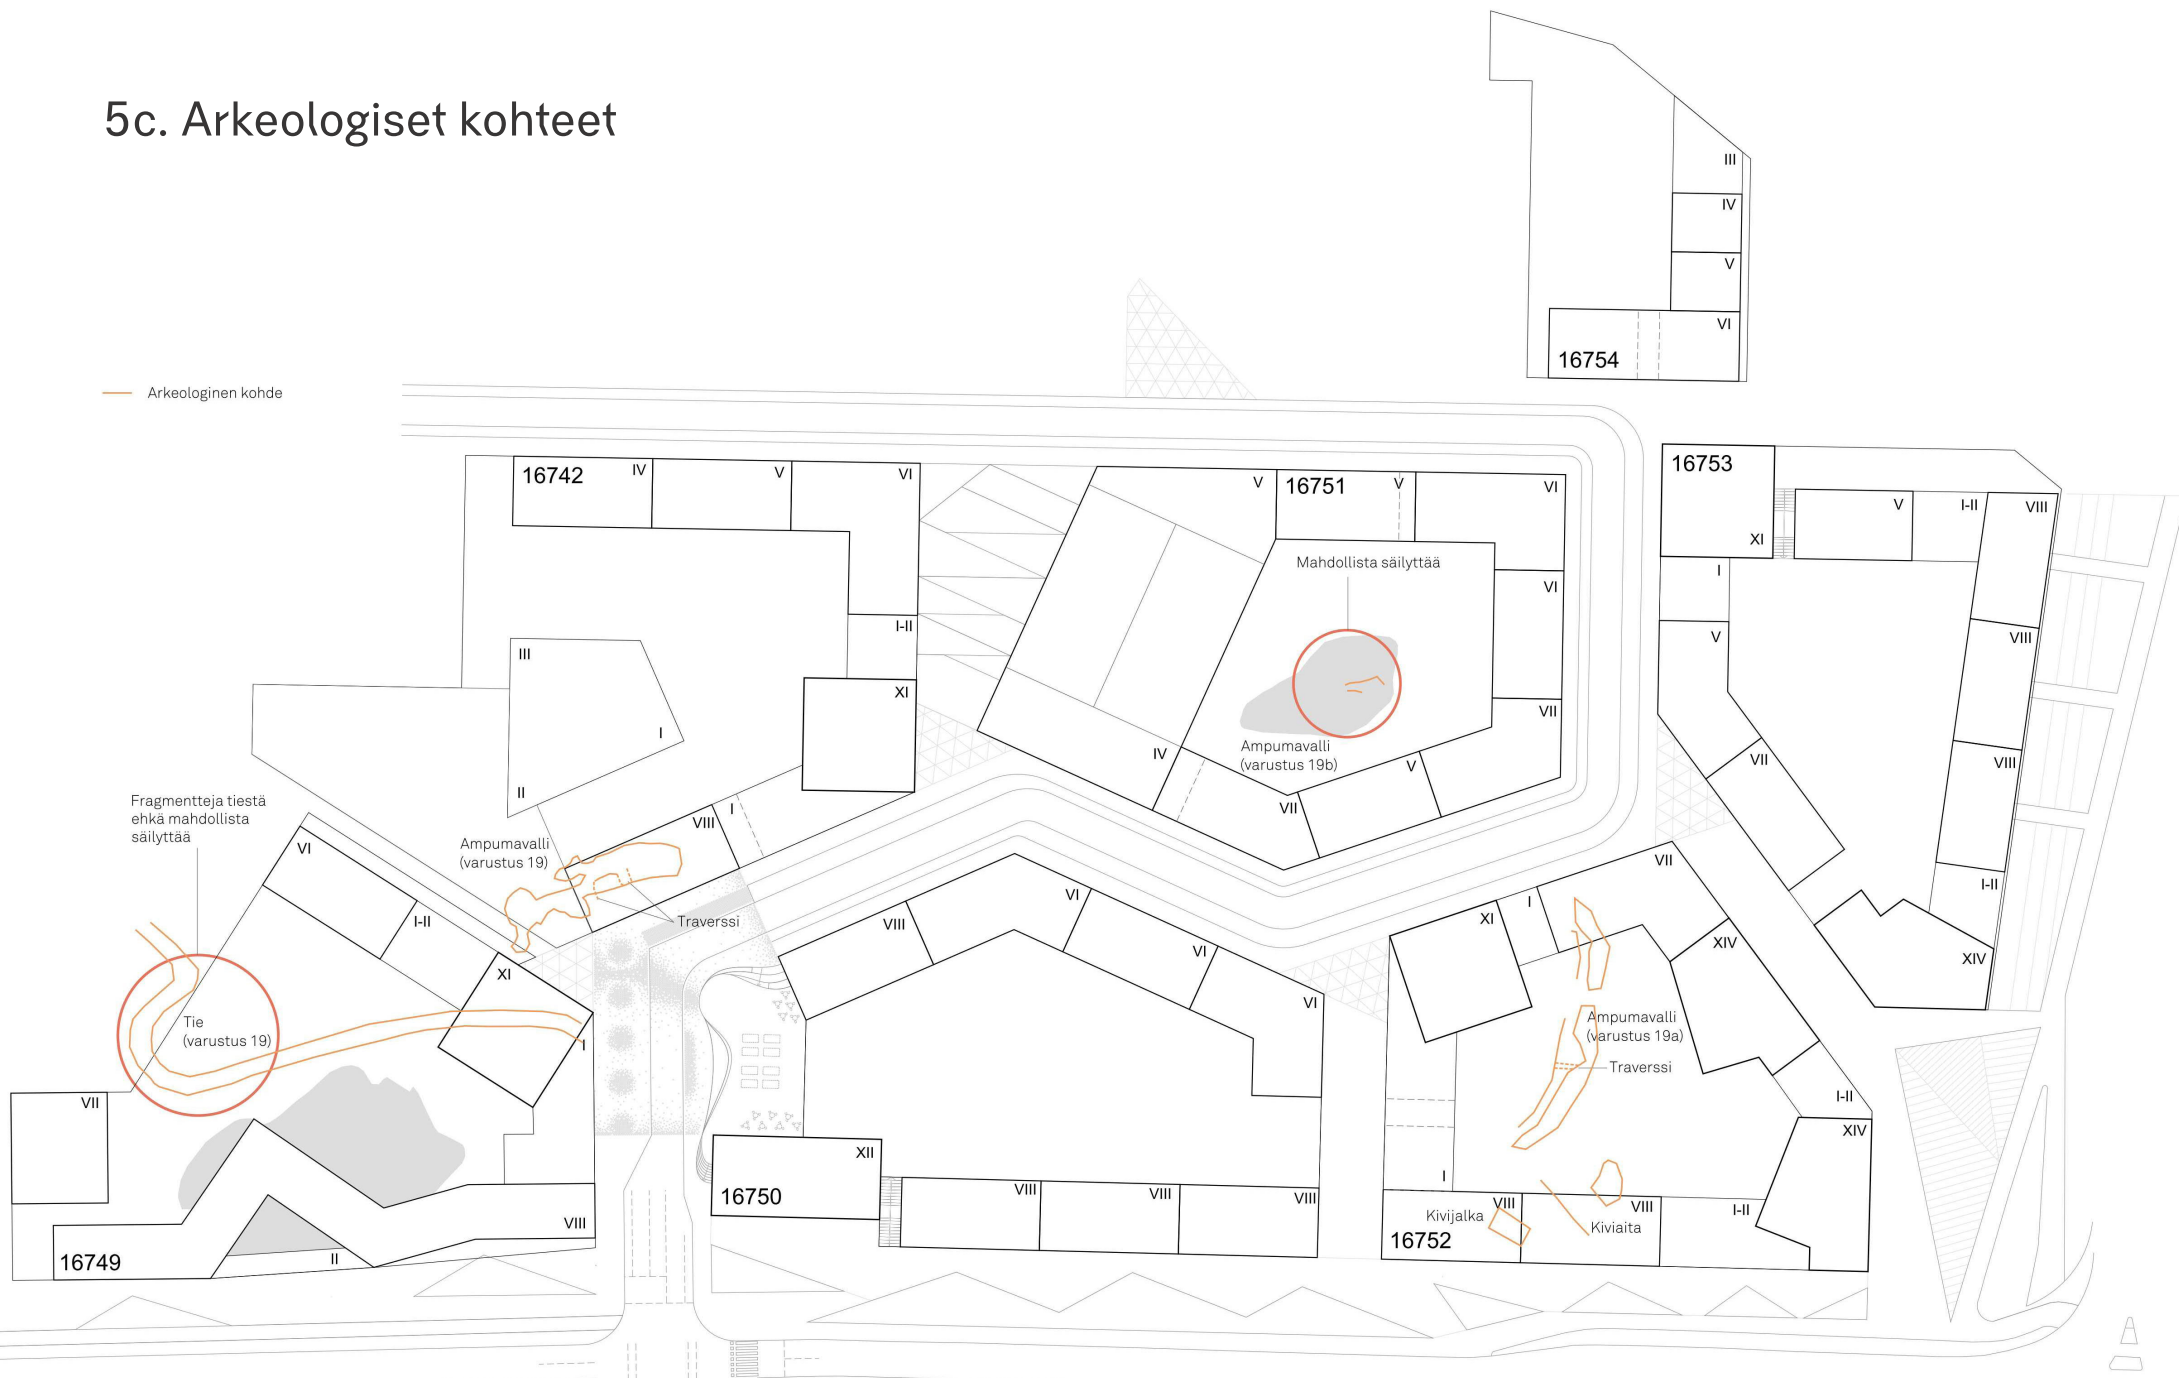 5c. Arkeologiset kohteet
Arkeologinen kohde
III
IV
V
VI
16754
16742
IV
V
VI
I-II
XI
III
I
II
VIII
I
Ampumavalli
(varustus 19)
Traverssi
V
16751
V
VI
VI
VII
V
VII
IV
Mahdollista säilyttää
Ampumavalli
(varustus 19b)
16753
XI
V
I-II
VIII
I
V
VIII
VII
VIII
I-II
XIV
Fragmentteja tiestä
ehkä mahdollista
säilyttää
VI
I-II
XI
Tie
(varustus 19)
I
VII
VIII
16749
II
VIII
VI
VI
VI
XII
16750
VIII
VIII
VIII
VII
I
XI
XIV
Ampumavalli
(varustus 19a)
Traverssi
I-II
XIV
I
VIII
Kivijalka
16752
VIII
Kiviaita
I-II